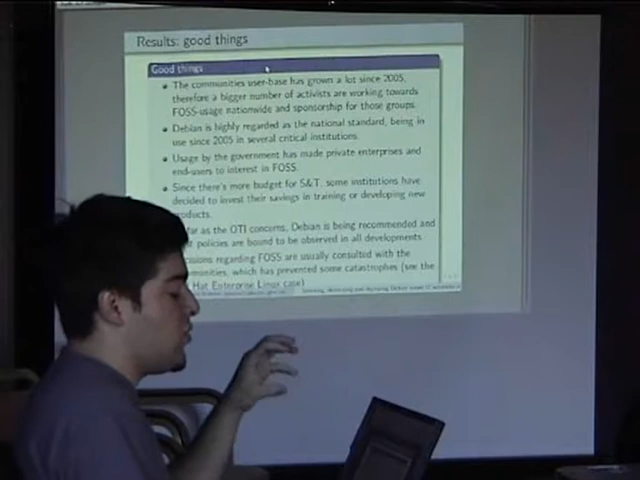 Results: good things
Good things
The communities user-base has grown a lot since 2005,
therefore a bigger number of activists are working towards
FOSS-usage nationwide and sponsorship for those groups.
Debian is highly regarded as the national standard, being in
use since 2005 in several critical institutions.
Usage by the government has made private enterprises and
end-users to interest in FOSS.
Since there's more budget for S&T, some institutions have
decided to invest their savings in training or developing new
products.
far as the OTI concerns, Debian is being recommended and
policies are bound to be observed in all developments.
regarding FOSS are usually consulted with the
which has prevented some catastrophes (see the
Hat Enterprise Linux case)